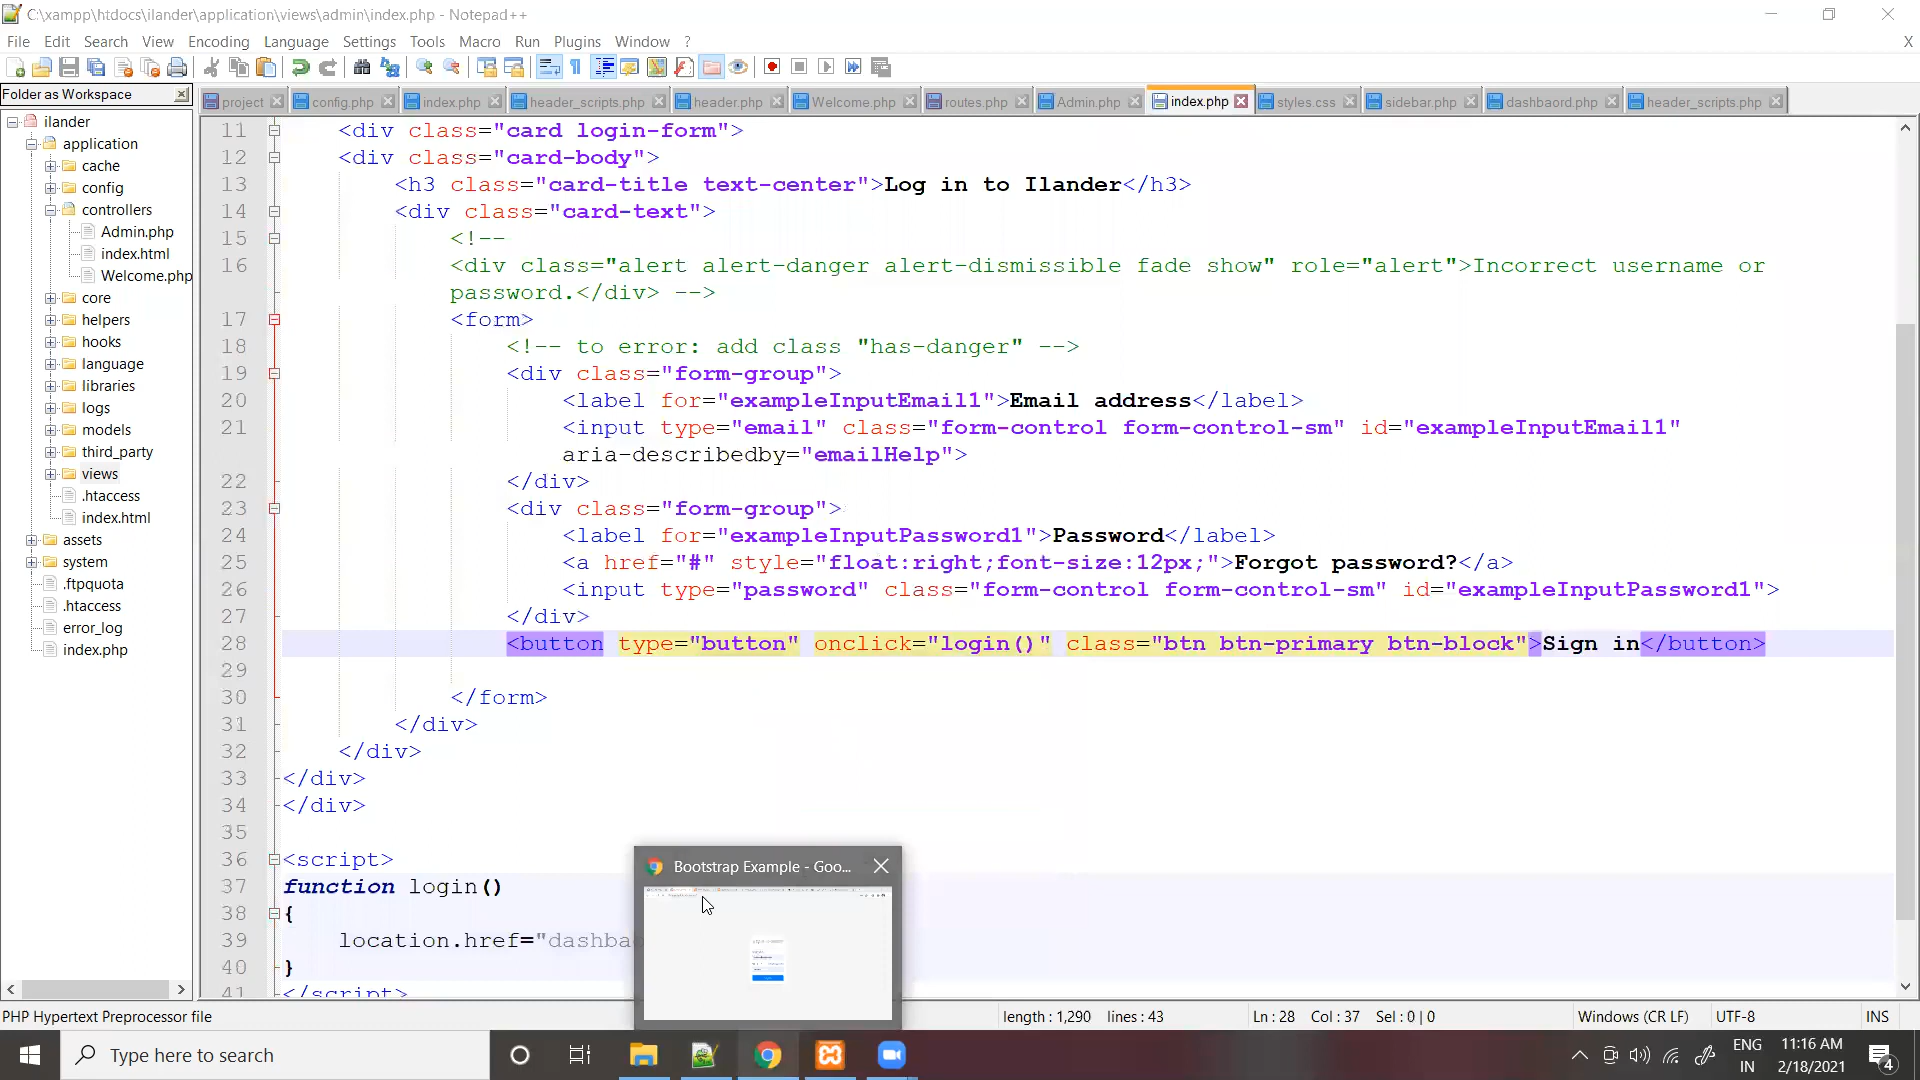 C:\xampp\htdocs\ilander\application\views\admin\index.php - Notepad++
File Edit Search View Encoding Language Settings Tools Macro Run Plugins Window ? X
Folder as Workspace
project config.php index.php header_scripts.php header.php Welcome.php routes.php Admin.php index.php styles.css sidebar.php dashbaord.php header_scripts.php
ilander
application
cache
config
controllers
Admin.php
index.html
Welcome.php
core
helpers
hooks
language
libraries
logs
models
third_party
views
.htaccess
index.html
assets
system
.ftpquota
.htaccess
error_log
index.php
11 <div class="card login-form">
12 <div class="card-body">
13 <h3 class="card-title text-center">Log in to Ilander</h3>
14 <div class="card-text">
15 <!--
16 <div class="alert alert-danger alert-dismissible fade show" role="alert">Incorrect username or
password.</div> -->
17 <form>
18 <!-- to error: add class "has-danger" -->
19 <div class="form-group">
20 <label for="exampleInputEmail1">Email address</label>
21 <input type="email" class="form-control form-control-sm" id="exampleInputEmail1"
aria-describedby="emailHelp">
22 </div>
23 <div class="form-group">
24 <label for="exampleInputPassword1">Password</label>
25 <a href="#" style="float:right;font-size:12px;">Forgot password?</a>
26 <input type="password" class="form-control form-control-sm" id="exampleInputPassword1">
27 </div>
28 <button type="button" onclick="login()" class="btn btn-primary btn-block">Sign in</button>
29
30 </form>
31 </div>
32 </div>
33 </div>
34 </div>
35
36 <script>
37 function login()
38 {
39 location.href="dashba
40 }
41 </script>
Bootstrap Example - Goo...
PHP Hypertext Preprocessor file length : 1,290 lines : 43 Ln : 28 Col : 37 Sel : 0 | 0 Windows (CR LF) UTF-8 INS
Type here to search
ENG
IN
11:16 AM
2/18/2021
4